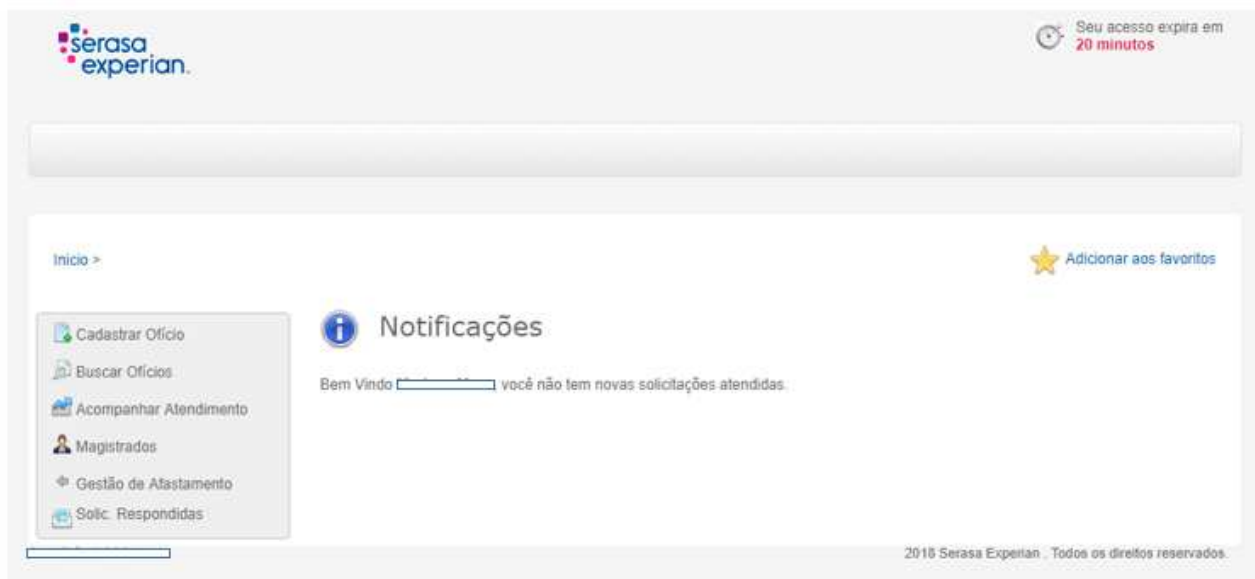 serasa
experian.
Seu acesso expira em
20 minutos
Inicio >
Adicionar aos favoritos
Cadastrar Ofício
Buscar Ofícios
Acompanhar Atendimento
Magistrados
Gestão de Afastamento
Solic. Respondidas
Notificações
Bem Vindo você não tem novas solicitações atendidas.
2018 Serasa Experian . Todos os direitos reservados.